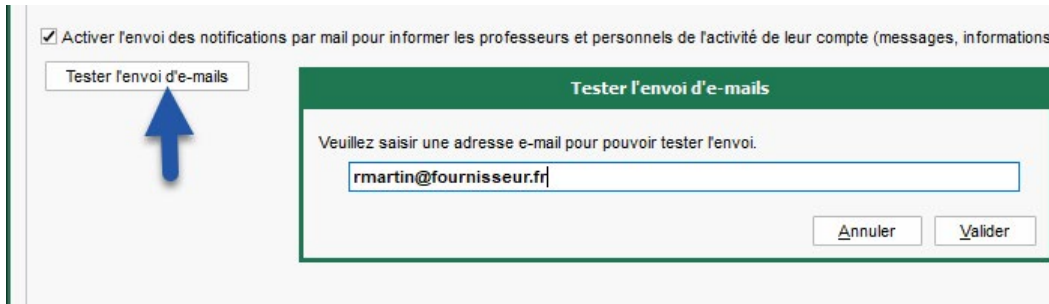 Activer l'envoi des notifications par mail pour informer les professeurs et personnels de l'activité de leur compte (messages, informations
Tester l'envoi d'e-mails
Tester l'envoi d'e-mails
Veuillez saisir une adresse e-mail pour pouvoir tester l'envoi.
rmartin@fournisseur.fr
Annuler Valider